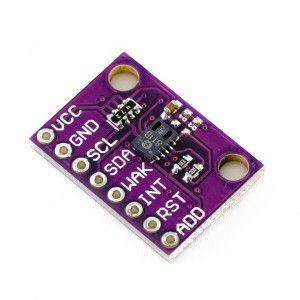 VCC
GND
SCL
SDA
WAK
INT
RST
ADD